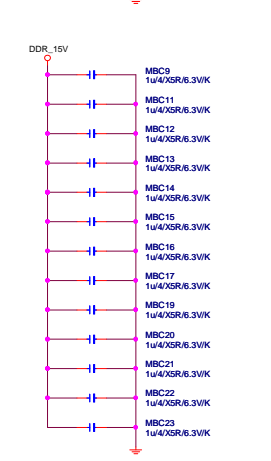 DDR_15V
MBC9
1u/4/X5R/6.3V/K
MBC11
1u/4/X5R/6.3V/K
MBC12
1u/4/X5R/6.3V/K
MBC13
1u/4/X5R/6.3V/K
MBC14
1u/4/X5R/6.3V/K
MBC15
1u/4/X5R/6.3V/K
MBC16
1u/4/X5R/6.3V/K
MBC17
1u/4/X5R/6.3V/K
MBC19
1u/4/X5R/6.3V/K
MBC20
1u/4/X5R/6.3V/K
MBC21
1u/4/X5R/6.3V/K
MBC22
1u/4/X5R/6.3V/K
MBC23
1u/4/X5R/6.3V/K